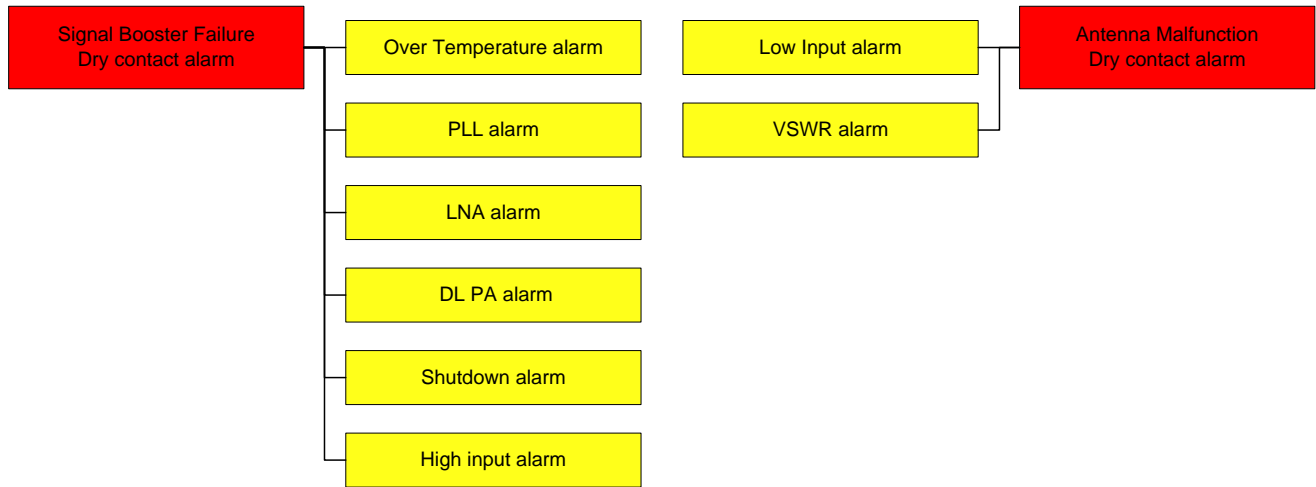 Signal Booster Failure
Dry contact alarm
Over Temperature alarm
PLL alarm
LNA alarm
DL PA alarm
Shutdown alarm
High input alarm
Low Input alarm
VSWR alarm
Antenna Malfunction
Dry contact alarm